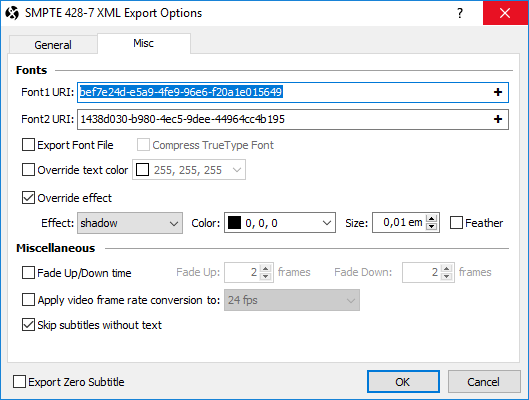 SMPTE 428-7 XML Export Options
General Misc
Fonts
Font1 URI: bef7e24d-e5a9-4fe9-96e6-f20a1e015649
Font2 URI: 1438d030-b980-4ec5-9dee-44964cc4b195
Export Font File Compress TrueType Font
Override text color 255, 255, 255
Override effect
Effect: shadow Color: 0, 0, 0 Size: 0,01 em Feather
Miscellaneous
Fade Up/Down time Fade Up: 2 frames Fade Down: 2 frames
Apply video frame rate conversion to: 24 fps
Skip subtitles without text
Export Zero Subtitle OK Cancel